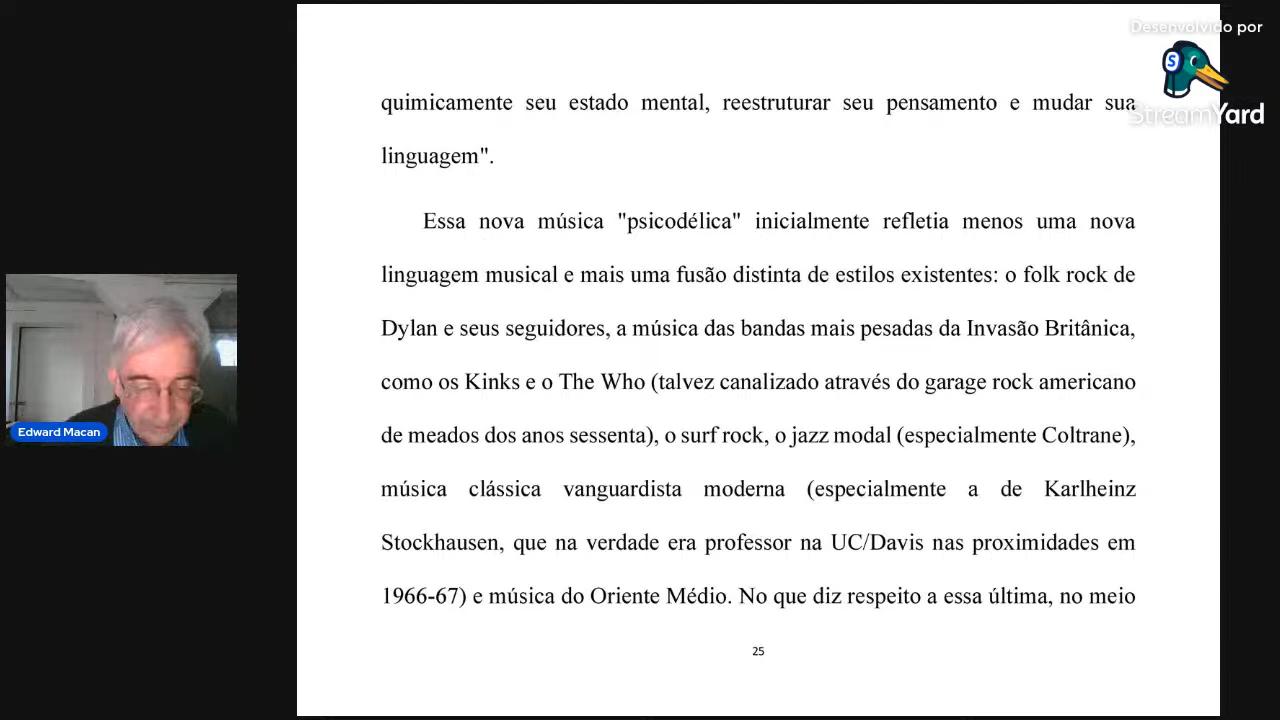 Desenvolvido por
StreamYard
quimicamente seu estado mental, reestruturar seu pensamento e mudar sua
linguagem".
Essa nova música "psicodélica" inicialmente refletia menos uma nova
linguagem musical e mais uma fusão distinta de estilos existentes: o folk rock de
Dylan e seus seguidores, a música das bandas mais pesadas da Invasão Britânica,
como os Kinks e o The Who (talvez canalizado através do garage rock americano
de meados dos anos sessenta), o surf rock, o jazz modal (especialmente Coltrane),
música clássica vanguardista moderna (especialmente a de Karlheinz
Stockhausen, que na verdade era professor na UC/Davis nas proximidades em
1966-67) e música do Oriente Médio. No que diz respeito a essa última, no meio
25
Edward Macan